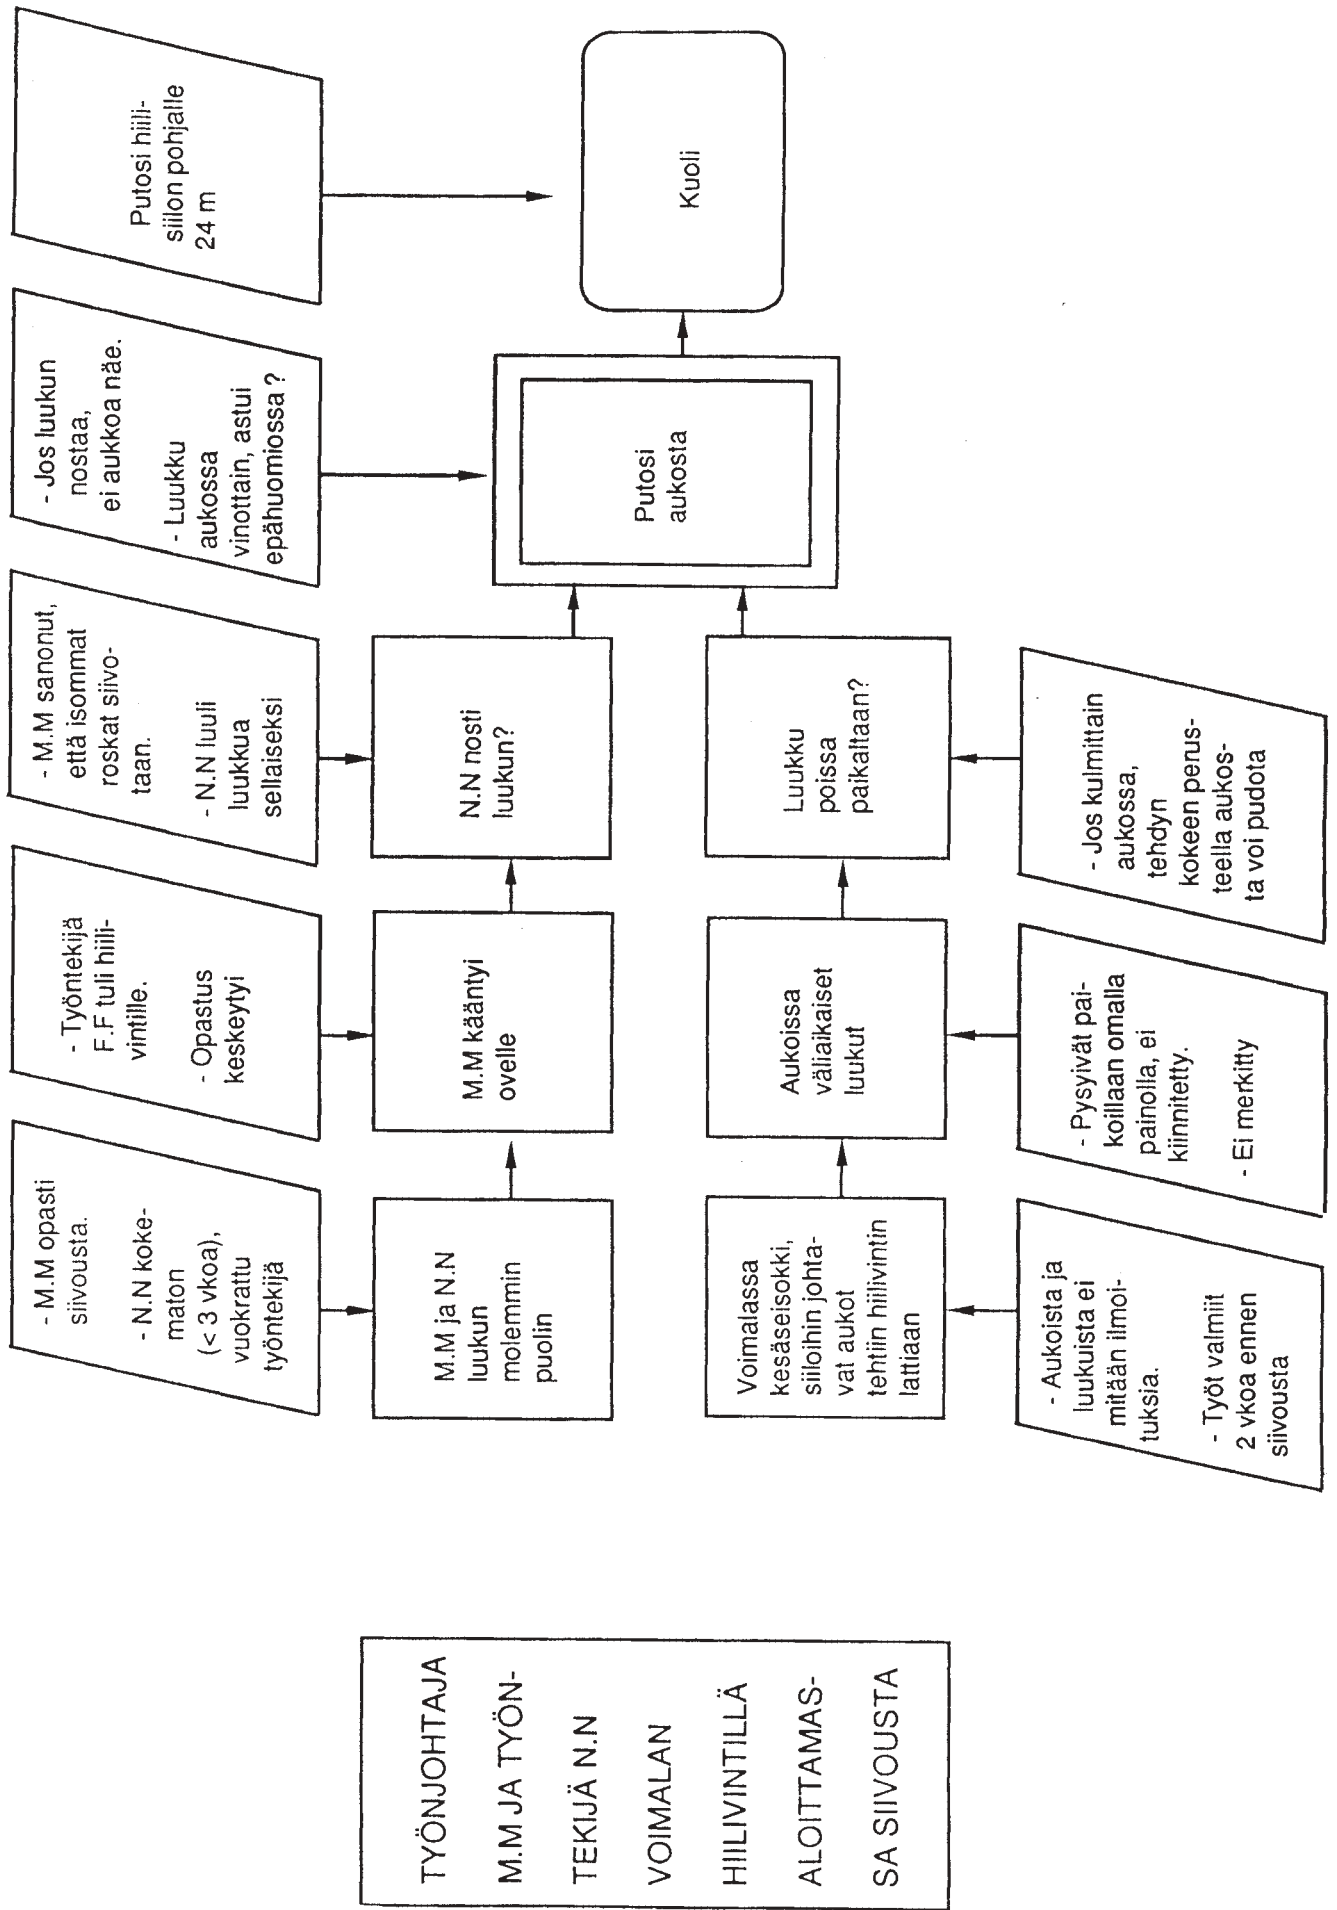 TYÖNJOHTAJA
M.M JA TYÖN-
TEKIJÄ N.N
VOIMALAN
HIILIVINTILLÄ
ALOITTAMAS-
SA SIIVOUSTA
- M.M opasti
siivousta.
- N.N koke-
maton
(< 3 vkoa),
vuokrattu
työntekijä
- Työntekijä
F.F tuli hiili-
vintille.
- Opastus
keskeytyi
- M.M sanonut,
että isommat
roskat siivo-
taan.
- N.N luuli
luukkua
sellaiseksi
- Jos luukun
nostaa,
ei aukkoa näe.
- Luukku
aukossa
vinottain, astui
epähuomiossa ?
Putosi hiili-
siilon pohjalle
24 m
M.M ja N.N
luukun
molemmin
puolin
M.M kääntyi
ovelle
N.N nosti
luukun?
Putosi
aukosta
Kuoli
Voimalassa
kesäseisokki,
siiloihin johta-
vat aukot
tehtiin hiilivintin
lattiaan
Aukoissa
väliaikaiset
luukut
Luukku
poissa
paikaltaan?
- Aukoista ja
luukuista ei
mitään ilmoi-
tuksia.
- Työt valmiit
2 vkoa ennen
siivousta
- Pysyivät pai-
koillaan omalla
painolla, ei
kiinnitetty.
- Ei merkitty
- Jos kulmittain
aukossa,
tehdyn
kokeen perus-
teella aukos-
ta voi pudota